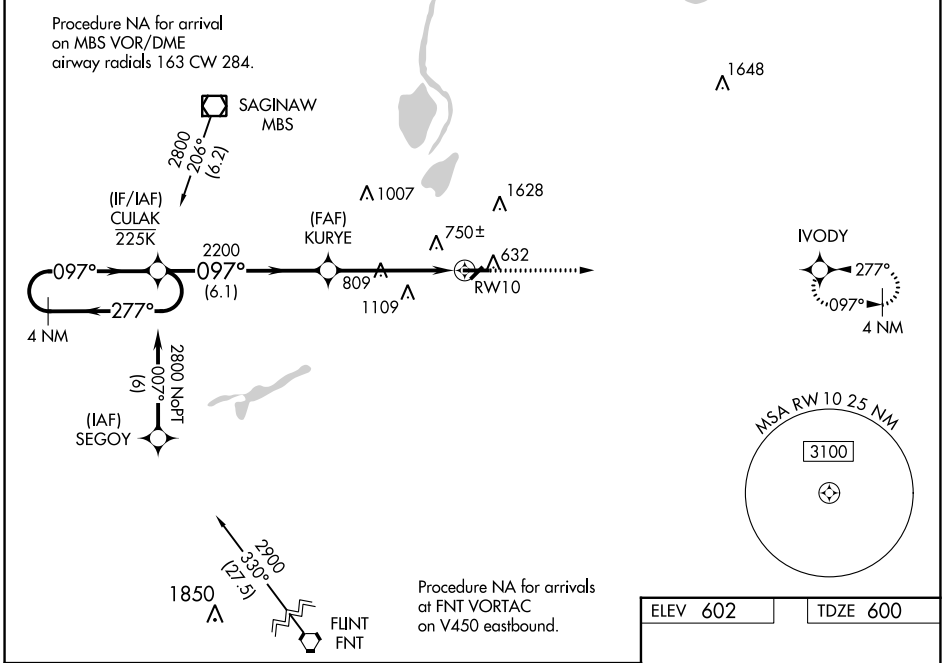 Procedure NA for arrival
on MBS VOR/DME
airway radials 163 CW 284.
1648
SAGINAW
MBS
2800
206°
(6.2)
(IF/IAF)
CULAK
225K
1007
1628
(FAF)
KURYE
750±
IVODY
2200
097°
097°
(6.1)
632
809
RW10
1109
277°
277°
097°
4 NM
4 NM
2800 NoPT
007°
(6)
(IAF)
SEGOY
MSA RW 10 25 NM
3100
2900
330°
(27.5)
1850
FLINT
FNT
Procedure NA for arrivals
at FNT VORTAC
on V450 eastbound.
ELEV 602
TDZE 600